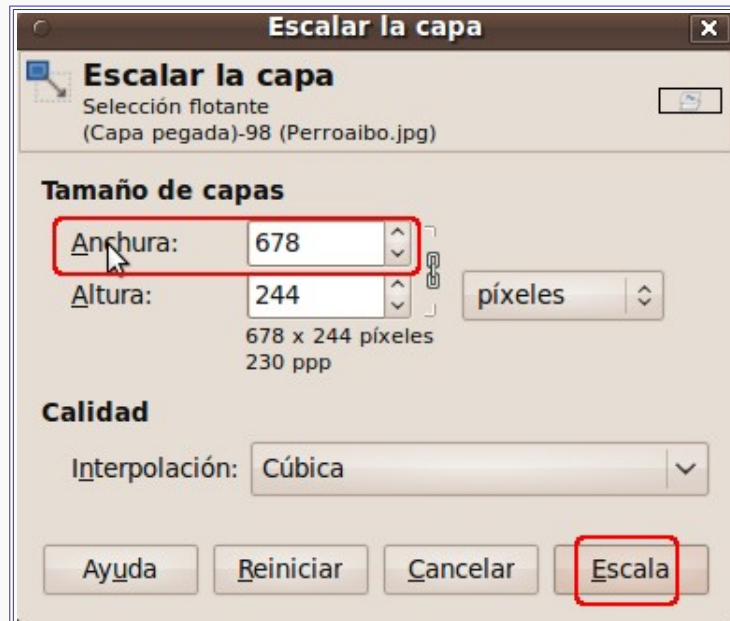 Escalar la capa
Escalar la capa
Selección flotante
(Capa pegada)-98 (Perroaibo.jpg)
Tamaño de capas
Anchura: 678
Altura: 244 píxeles
678 x 244 píxeles
230 ppp
Calidad
Interpolación: Cúbica
Ayuda Reiniciar Cancelar Escala